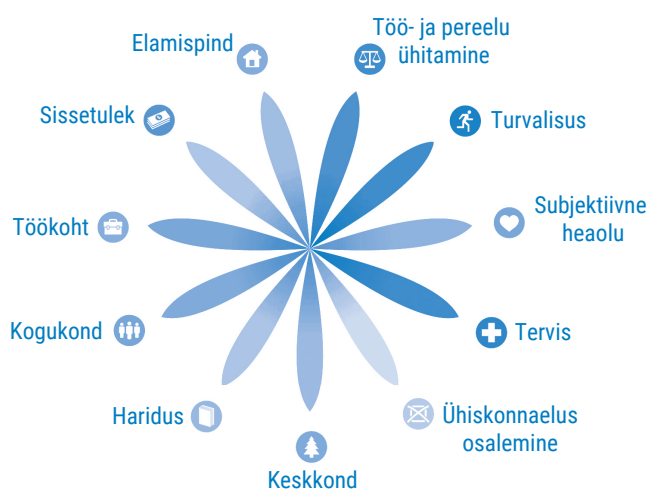 Töö- ja pereelu
ühitamine
Elamispind
Sissetulek
Turvalisus
Töökoht
Subjektiivne
heaolu
Kogukond
Tervis
Haridus
Ühiskonnaelus
osalemine
Keskkond